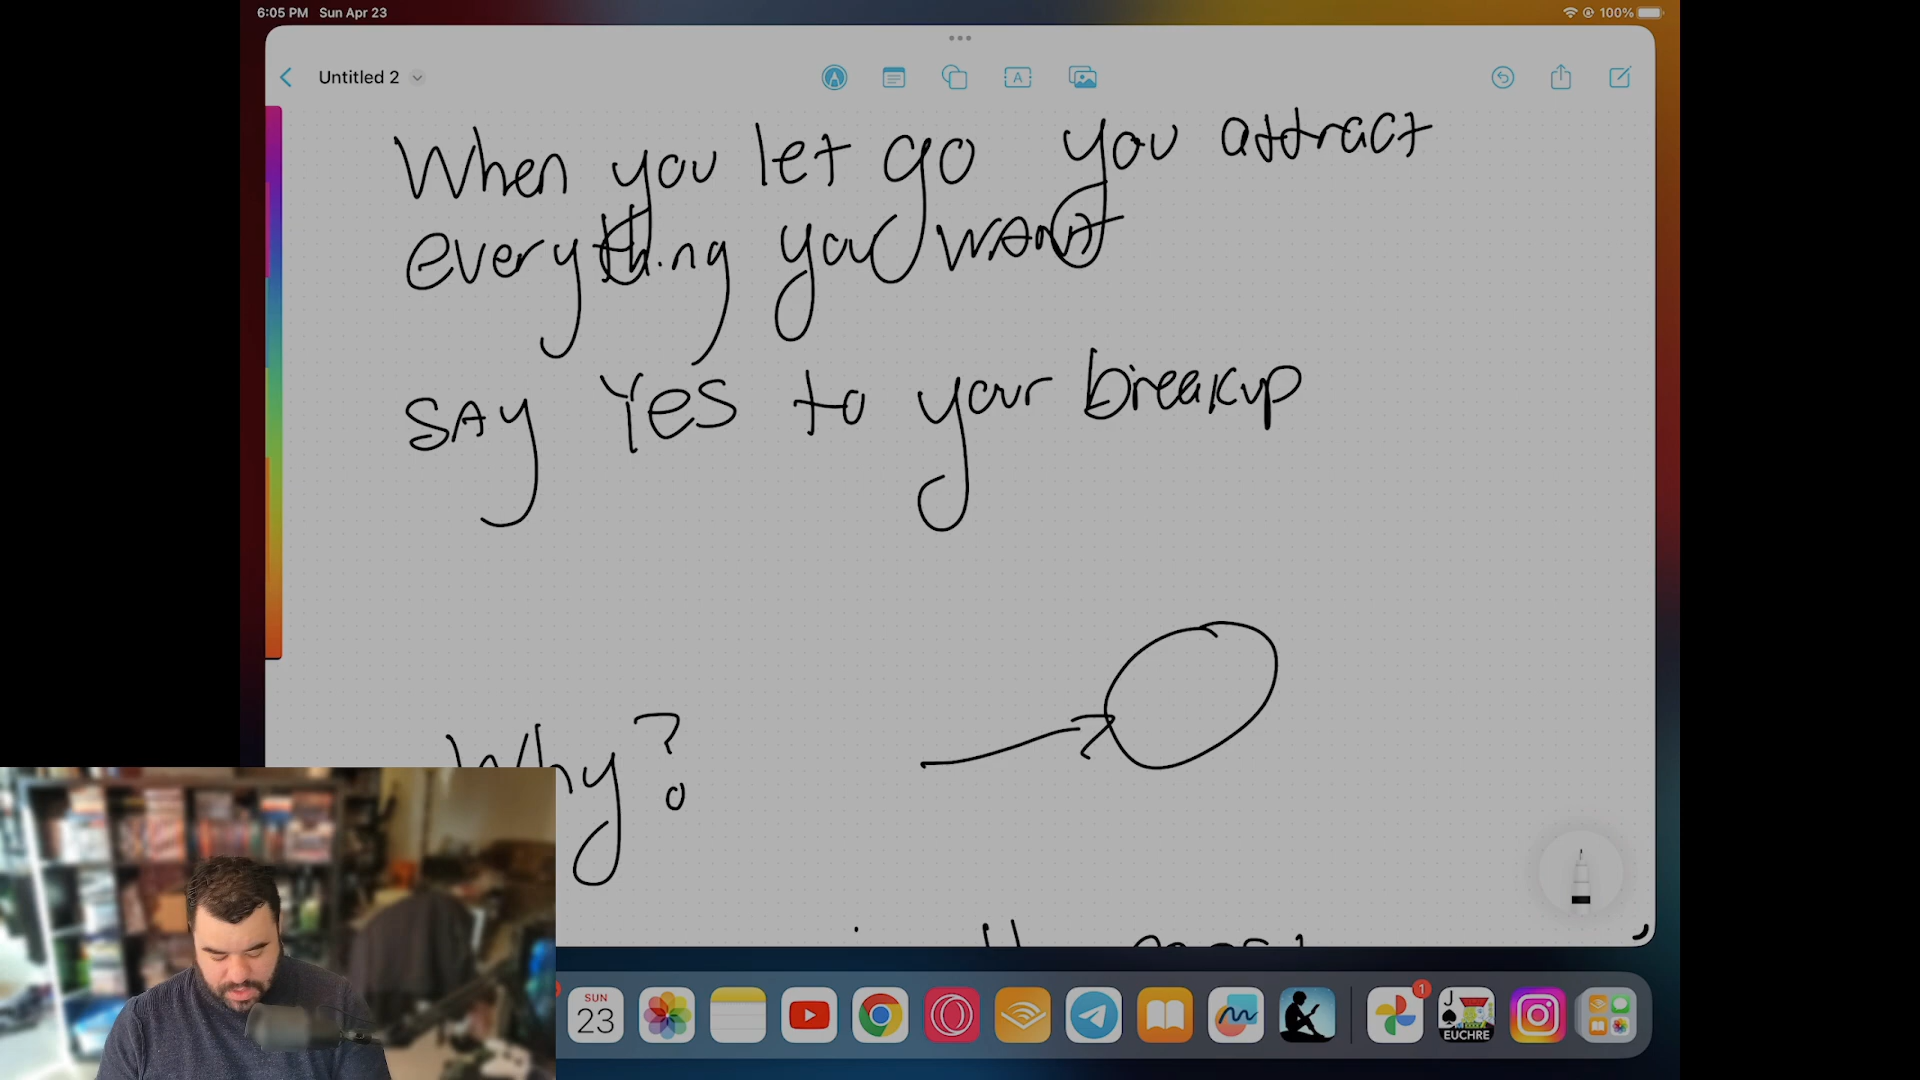 6:05 PM Sun Apr 23
100%
Untitled 2
A
When you let go you attract
everything you want
SAY Yes to your breakup
Why?
SUN
23
1
J
EUCHRE